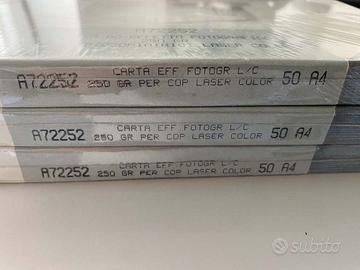 A72252
A72252 CARTA EFF FOTOGR L/C
250 GR PER COP LASER COLOR 50 A4
A72252 CARTA EFF FOTOGR L/C
250 GR PER COP LASER COLOR 50 A4
A72252 CARTA EFF FOTOGR L/C
250 GR PER COP LASER COLOR 50 A4
subito